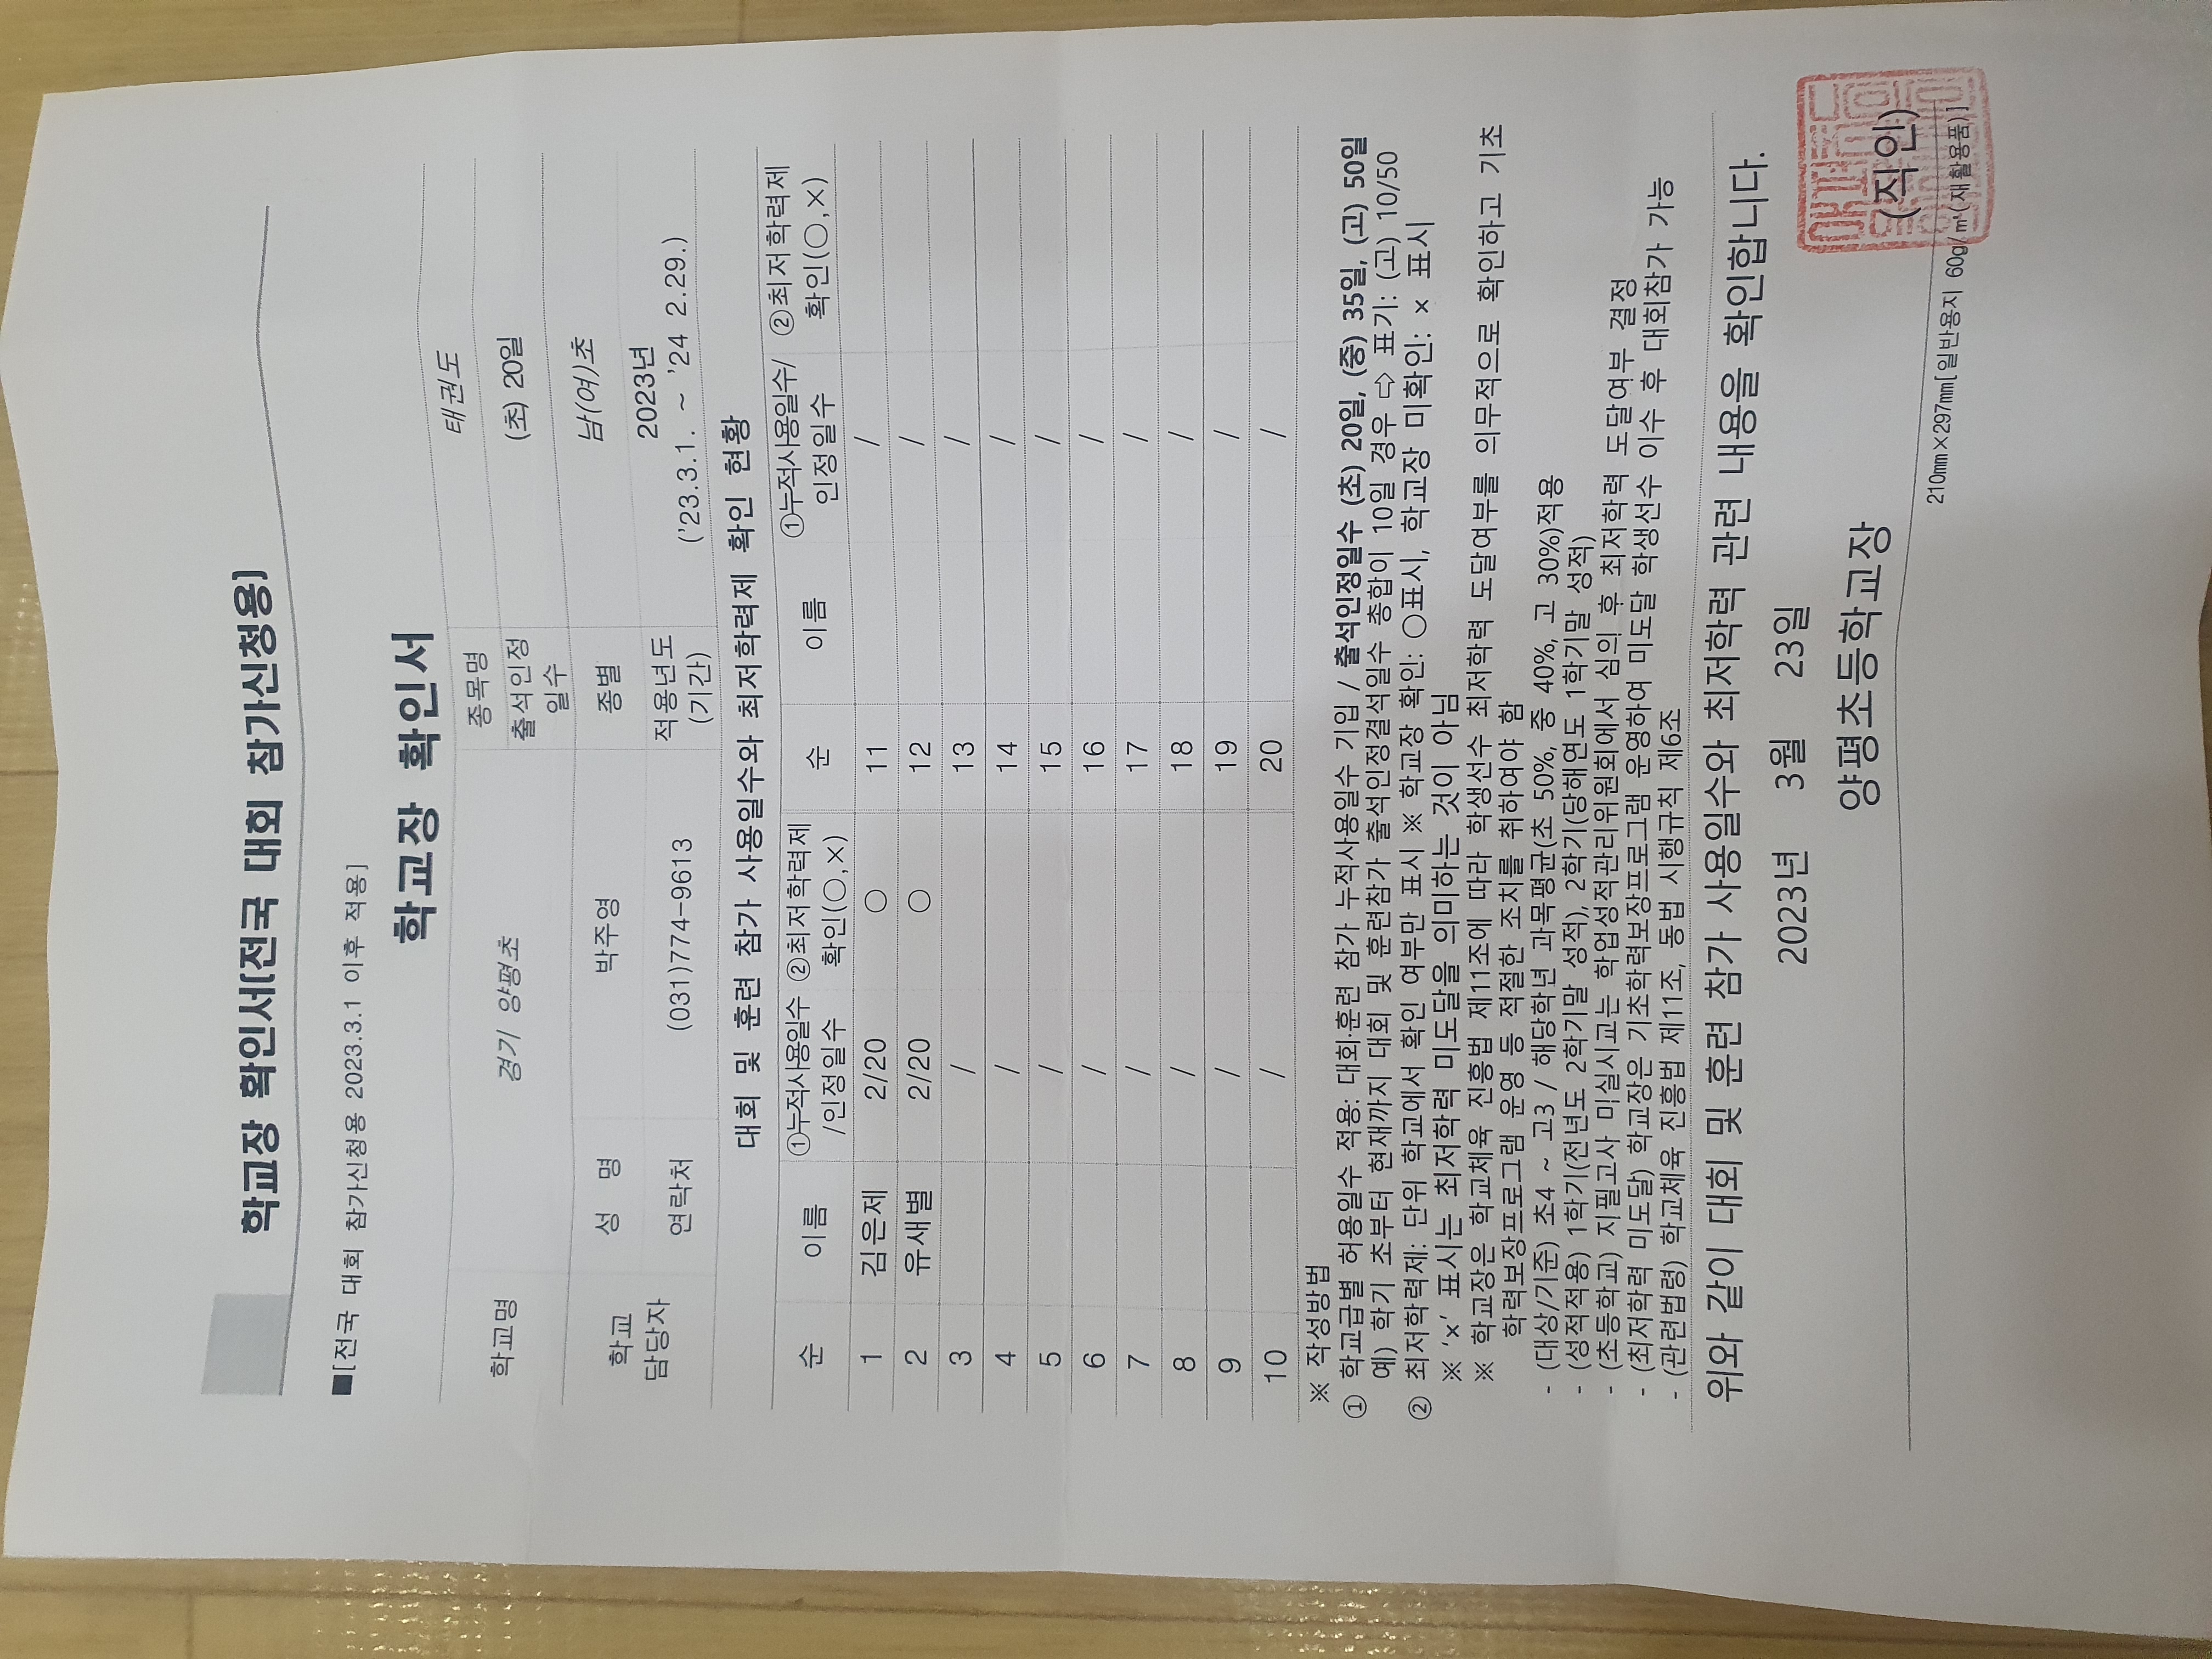 학교장 확인서[전국 대회 참가신청용]
■[전국 대회 참가신청용 2023.3.1 이후 적용]
학교장 확인서
학교명 경기/ 양평초 종목명 태권도
출석인정일수 (초) 20일
학교 담당자 성 명 박주영 종별 남(여)초
연락처 (031)774-9613 적용년도 (기간) 2023년 ('23.3.1. ~ '24 2.29.)
대회 및 훈련 참가 사용일수와 최저학력제 확인 현황
순 이름 ①누적사용일수/인정일수 ②최저학력제 확인(○,×) 순 이름 ①누적사용일수/인정일수 ②최저학력제 확인(○,×)
1 김은제 2/20 ○ 11 /
2 유새별 2/20 ○ 12 /
3 / 13 /
4 / 14 /
5 / 15 /
6 / 16 /
7 / 17 /
8 / 18 /
9 / 19 /
10 / 20 /
※ 작성방법
① 학교급별 허용일수 적용: 대회·훈련 참가 누적사용일수 기입 / 출석인정일수 (초) 20일, (중) 35일, (고) 50일
예) 학기 초부터 현재까지 대회 및 훈련참가 출석인정결석일수 총합이 10일 경우 ⇨ 표기: (고) 10/50
② 최저학력제: 단위 학교에서 확인 여부만 표시 ※ 학교장 확인: ○표시, 학교장 미확인: × 표시
※ '×' 표시는 최저학력 미도달을 의미하는 것이 아님
※ 학교장은 학교체육 진흥법 제11조에 따라 학생선수 최저학력 도달여부를 의무적으로 확인하고 기초
학력보장프로그램 운영 등 적절한 조치를 취하여야 함
- (대상/기준) 초4 ~ 고3 / 해당학년 과목평균(초 50%, 중 40%, 고 30%)적용
- (성적적용) 1학기(전년도 2학기말 성적), 2학기(당해연도 1학기말 성적)
- (초등학교) 지필고사 미실시교는 학업성적관리위원회에서 심의 후 최저학력 도달여부 결정
- (최저학력 미도달) 학교장은 기초학력보장프로그램 운영하여 미도달 학생선수 이수 후 대회참가 가능
- (관련법령) 학교체육 진흥법 제11조, 동법 시행규칙 제6조
위와 같이 대회 및 훈련 참가 사용일수와 최저학력 관련 내용을 확인합니다.
2023년 3월 23일
양평초등학교장 (직인)
210㎜×297㎜[일반용지 60g/㎡(재활용품)]